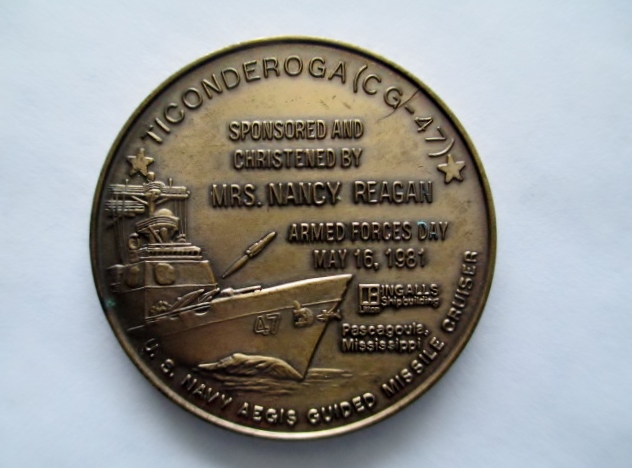 TICONDEROGA (CG-47)
SPONSORED AND
CHRISTENED BY
MRS. NANCY REAGAN
ARMED FORCES DAY
MAY 16, 1981
INGALLS
Shipbuilding
Litton
Pascagoula,
Mississippi
47
U. S. NAVY AEGIS GUIDED MISSILE CRUISER